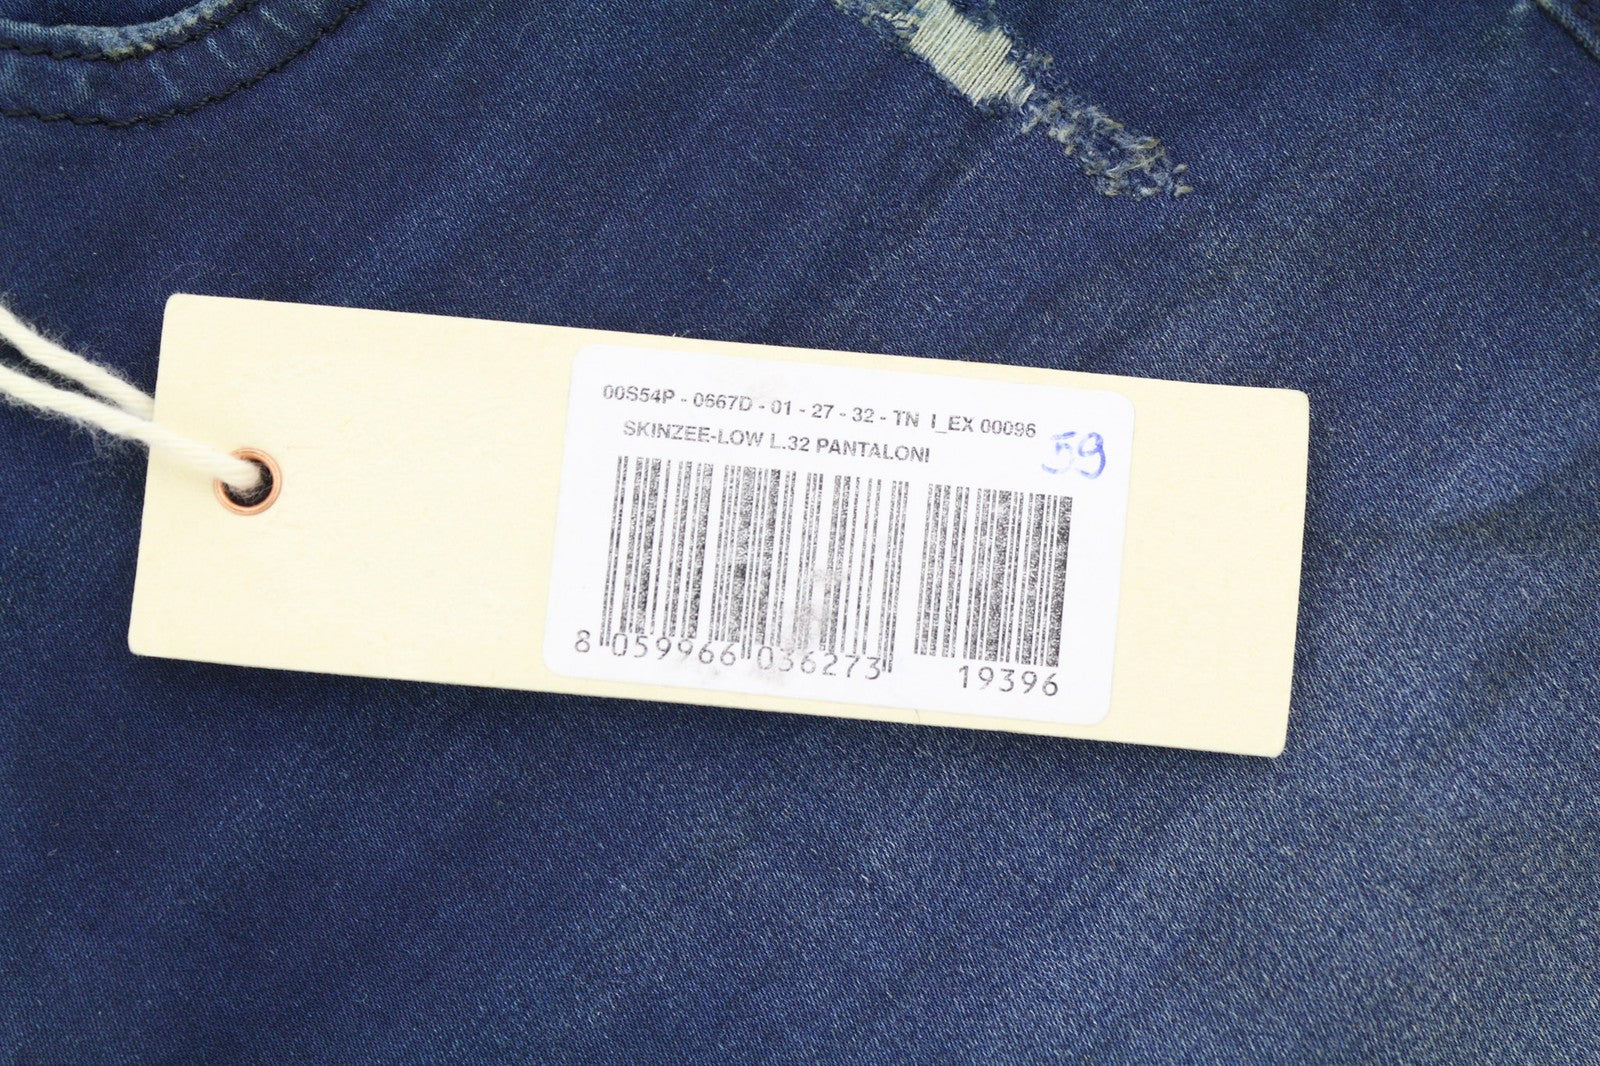 00S54P - 0667D - 01 - 27 - 32 - TN I_EX 00096
SKINZEE-LOW L.32 PANTALONI
59
8 059966 036273
19396